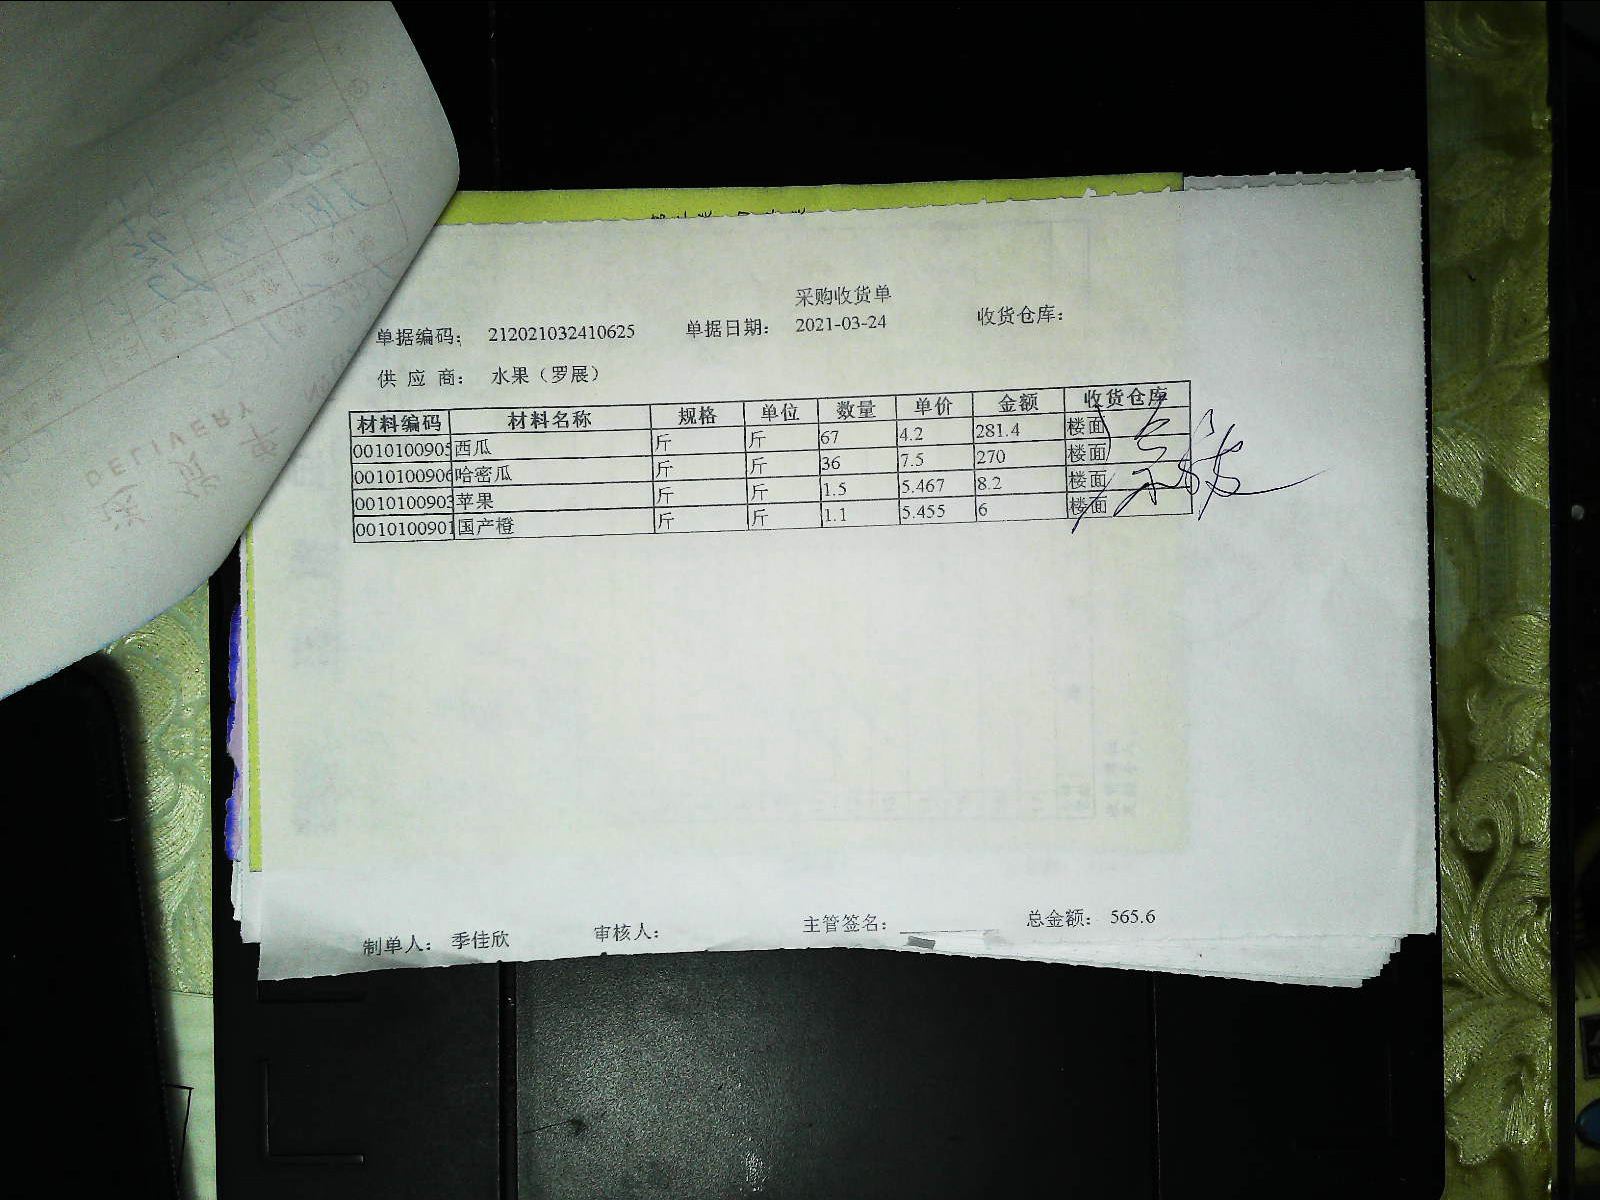 采购收货单
单据编码： 212021032410625 单据日期： 2021-03-24 收货仓库：
供 应 商： 水果（罗展）
材料编码 材料名称 规格 单位 数量 单价 金额 收货仓库
0010100905 西瓜 斤 斤 67 4.2 281.4 楼面
0010100906 哈密瓜 斤 斤 36 7.5 270 楼面
0010100903 苹果 斤 斤 1.5 5.467 8.2 楼面
0010100901 国产橙 斤 斤 1.1 5.455 6 楼面
制单人： 季佳欣 审核人： 主管签名： 总金额： 565.6
DELIVERY